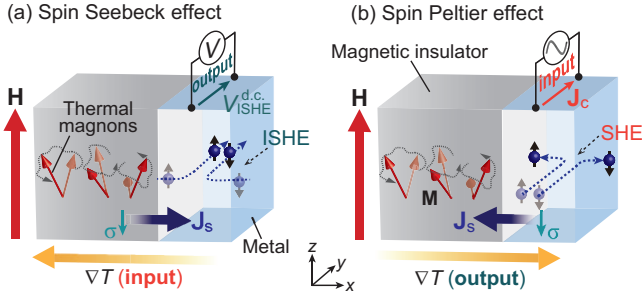 (a) Spin Seebeck effect
V
output
V^{d.c.}_{ISHE}
H
Thermal
magnons
ISHE
σ
J_S
Metal
∇T (input)
(b) Spin Peltier effect
Magnetic insulator
input
J_C
H
SHE
M
J_S
σ
∇T (output)
z
y
x